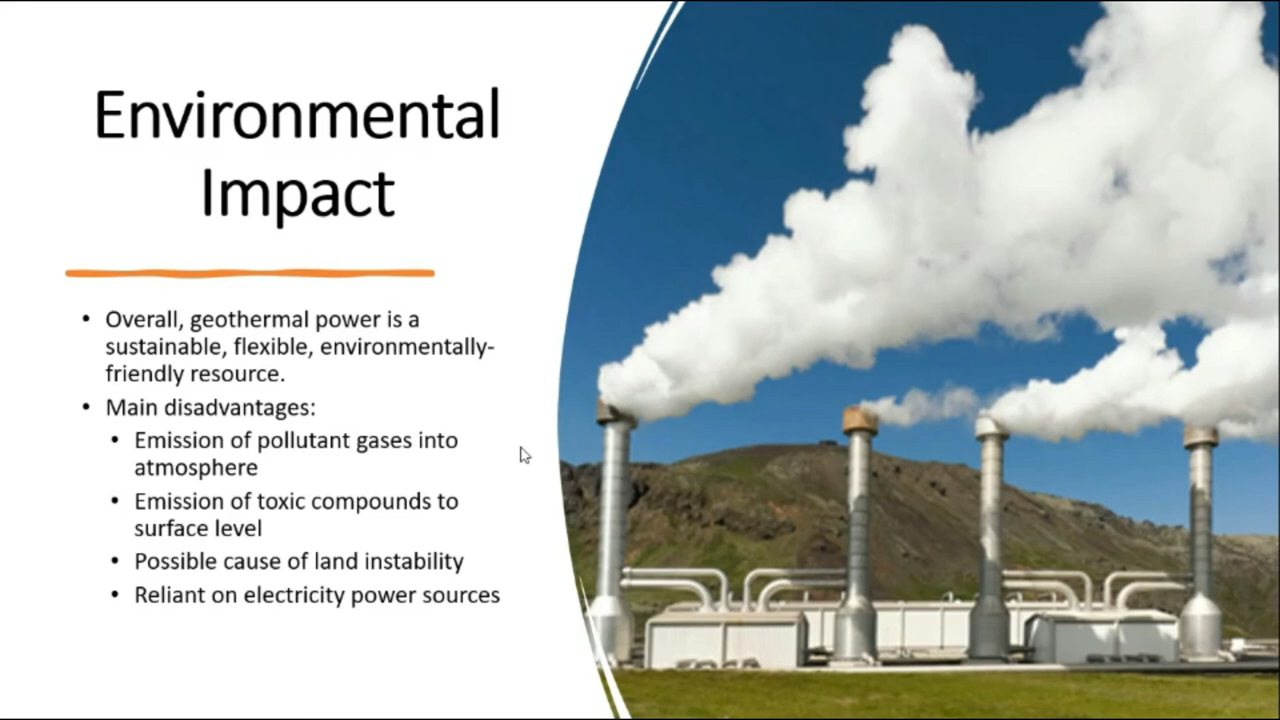 Environmental
Impact
• Overall, geothermal power is a
sustainable, flexible, environmentally-
friendly resource.
• Main disadvantages:
• Emission of pollutant gases into
atmosphere
• Emission of toxic compounds to
surface level
• Possible cause of land instability
• Reliant on electricity power sources